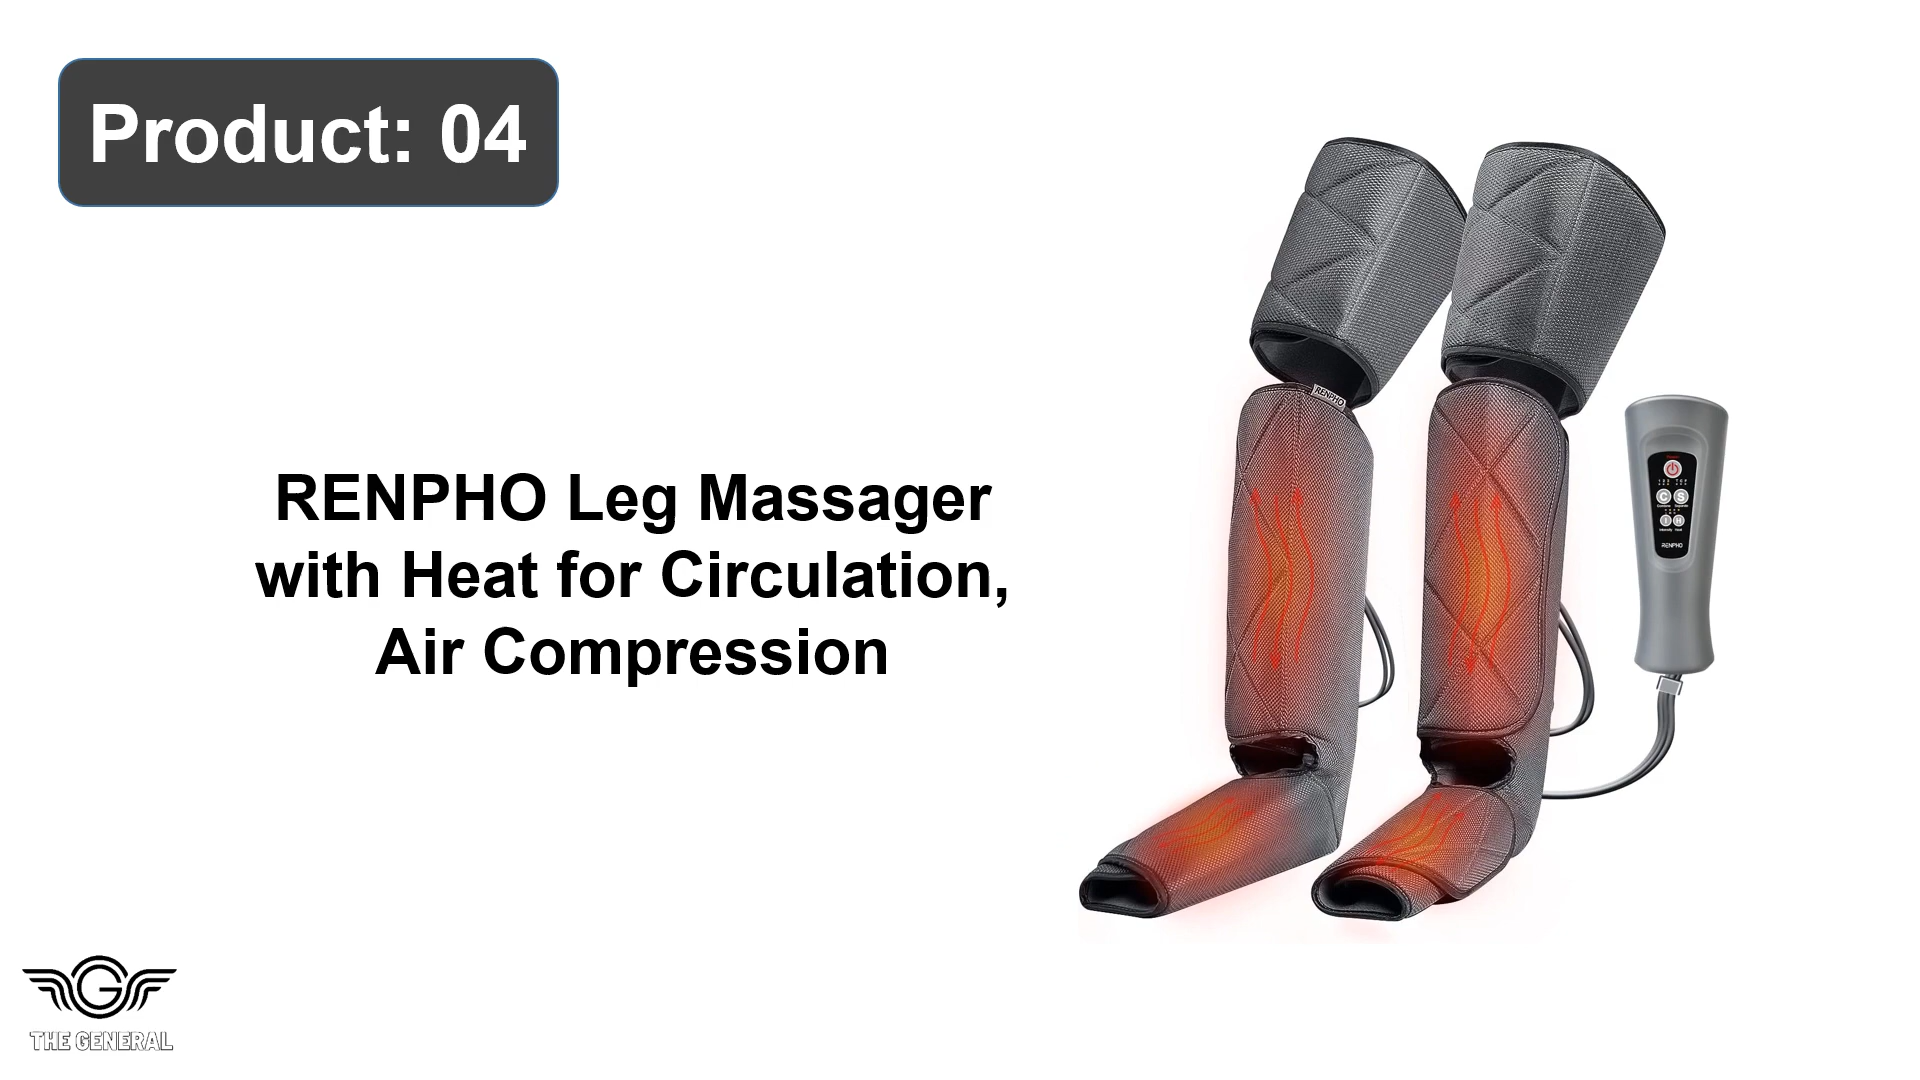 Product: 04
RENPHO Leg Massager
with Heat for Circulation,
Air Compression
RENPHO
C S
I H
RENPHO
G
THE GENERAL